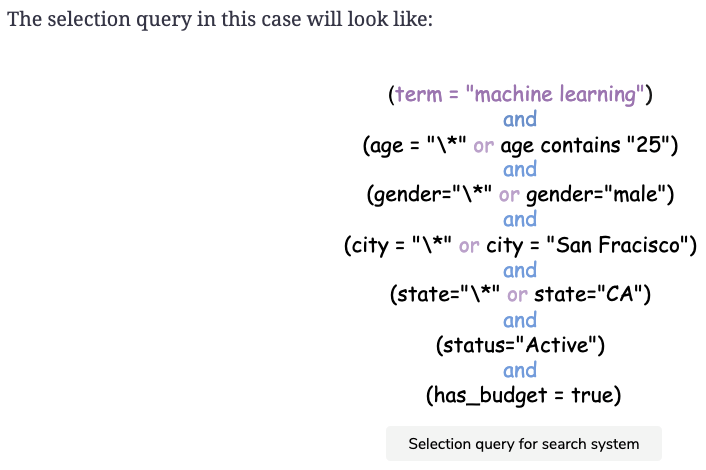 The selection query in this case will look like:
(term = "machine learning")
and
(age = "\*" or age contains "25")
and
(gender="\*" or gender="male")
and
(city = "\*" or city = "San Fracisco")
and
(state="\*" or state="CA")
and
(status="Active")
and
(has_budget = true)
Selection query for search system